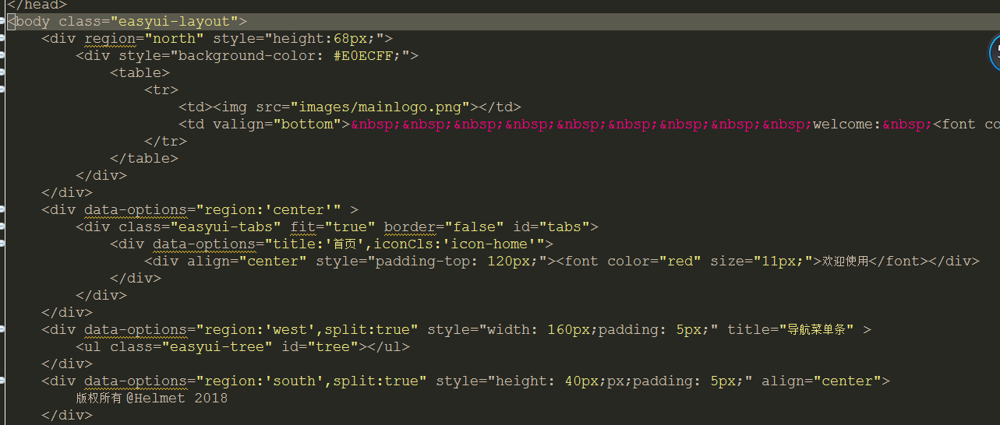 </head>
<body class="easyui-layout">
<div region="north" style="height:68px;">
<div style="background-color: #E0ECFF;">
<table>
<tr>
<td><img src="images/mainlogo.png"></td>
<td valign="bottom">&nbsp;&nbsp;&nbsp;&nbsp;&nbsp;&nbsp;&nbsp;&nbsp;&nbsp;welcome:&nbsp;<font co
</tr>
</table>
</div>
</div>
<div data-options="region:'center'" >
<div class="easyui-tabs" fit="true" border="false" id="tabs">
<div data-options="title:'首页',iconCls:'icon-home'">
<div align="center" style="padding-top: 120px;"><font color="red" size="11px;">欢迎使用</font></div>
</div>
</div>
</div>
<div data-options="region:'west',split:true" style="width: 160px;padding: 5px;" title="导航菜单条" >
<ul class="easyui-tree" id="tree"></ul>
</div>
<div data-options="region:'south',split:true" style="height: 40px;px;padding: 5px;" align="center">
版权所有@Helmet 2018
</div>